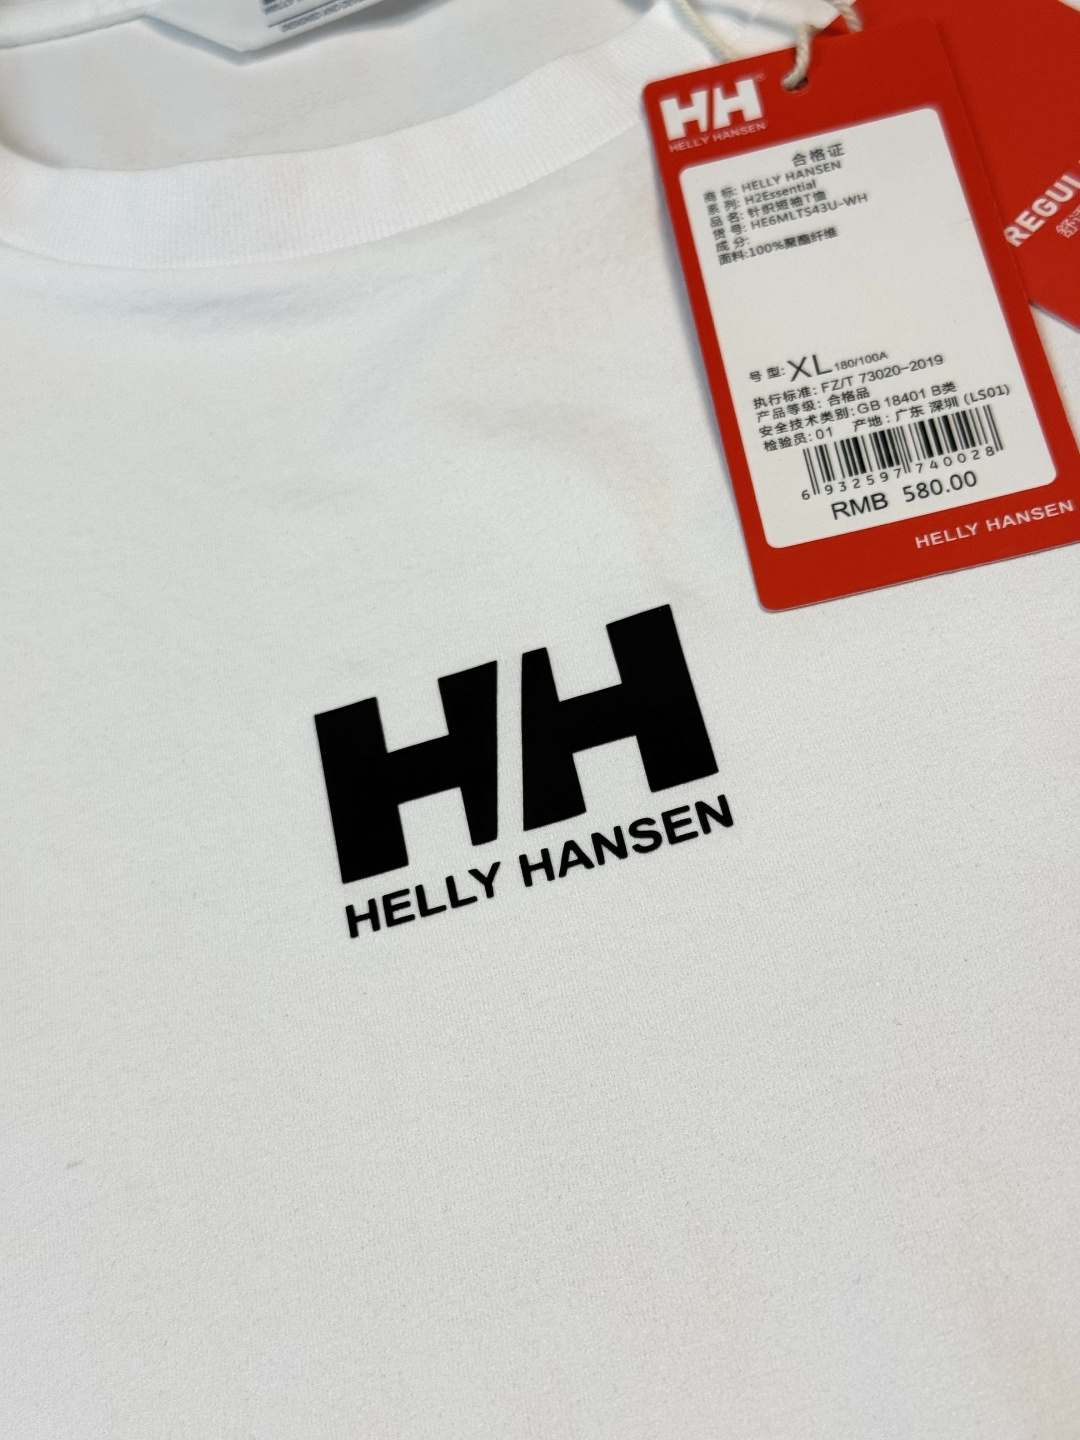 HH
HELLY HANSEN
合格证
商 标: HELLY HANSEN
系 列: H2Essential
品 名: 针织短袖T恤
货 号: HE6MLTS43U-WH
成 分:
面料:100%聚酯纤维
号 型: XL 180/100A
执行标准: FZ/T 73020-2019
产品等级: 合格品
安全技术类别: GB 18401 B类
检验员: 01 产地: 广东 深圳 (LS01)
6 932597 740028
RMB 580.00
HELLY HANSEN
HH
HELLY HANSEN